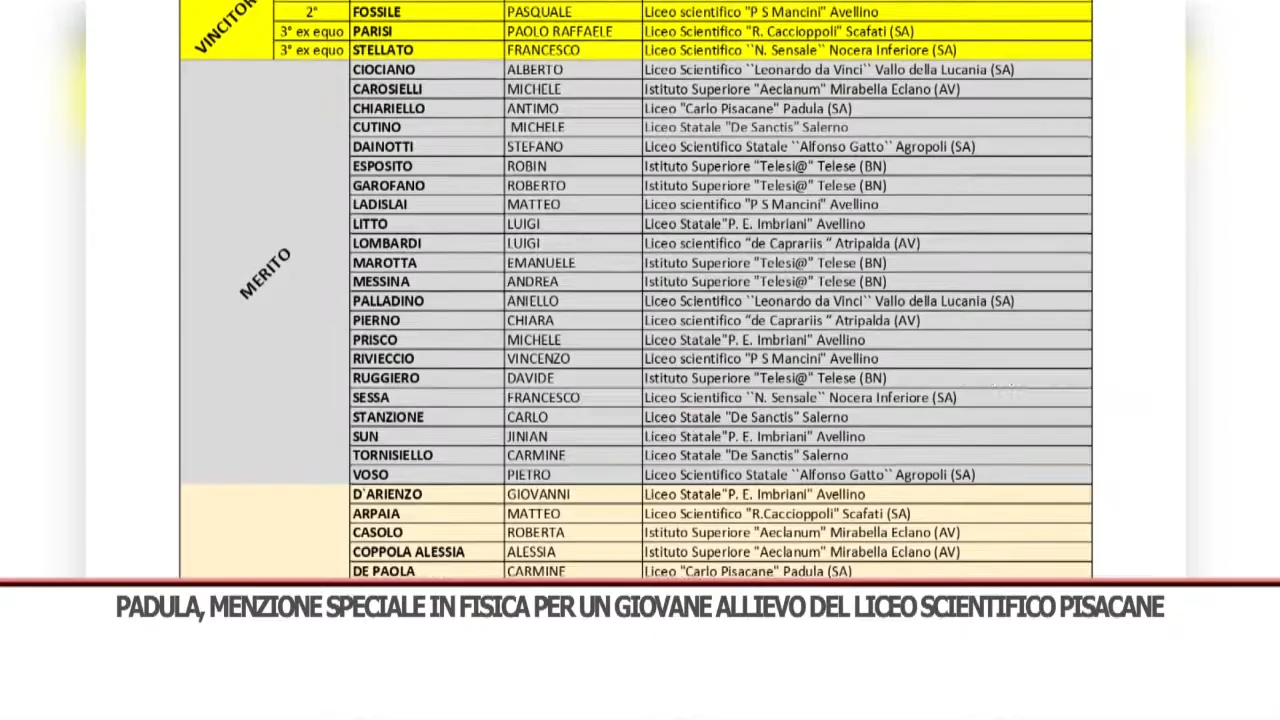 VINCITOR
2° FOSSILE PASQUALE Liceo scientifico "P S Mancini" Avellino
3° ex equo PARISI PAOLO RAFFAELE Liceo Scientifico "R. Caccioppoli" Scafati (SA)
3° ex equo STELLATO FRANCESCO Liceo Scientifico ``N. Sensale`` Nocera Inferiore (SA)
MERITO
CIOCIANO ALBERTO Liceo Scientifico ``Leonardo da Vinci`` Vallo della Lucania (SA)
CAROSIELLI MICHELE Istituto Superiore "Aeclanum" Mirabella Eclano (AV)
CHIARIELLO ANTIMO Liceo "Carlo Pisacane" Padula (SA)
CUTINO MICHELE Liceo Statale "De Sanctis" Salerno
DAINOTTI STEFANO Liceo Scientifico Statale ``Alfonso Gatto`` Agropoli (SA)
ESPOSITO ROBIN Istituto Superiore "Telesi@" Telese (BN)
GAROFANO ROBERTO Istituto Superiore "Telesi@" Telese (BN)
LADISLAI MATTEO Liceo scientifico "P S Mancini" Avellino
LITTO LUIGI Liceo Statale"P. E. Imbriani" Avellino
LOMBARDI LUIGI Liceo scientifico “de Caprariis “ Atripalda (AV)
MAROTTA EMANUELE Istituto Superiore "Telesi@" Telese (BN)
MESSINA ANDREA Istituto Superiore "Telesi@" Telese (BN)
PALLADINO ANIELLO Liceo Scientifico ``Leonardo da Vinci`` Vallo della Lucania (SA)
PIERNO CHIARA Liceo scientifico “de Caprariis “ Atripalda (AV)
PRISCO MICHELE Liceo Statale"P. E. Imbriani" Avellino
RIVIECCIO VINCENZO Liceo scientifico "P S Mancini" Avellino
RUGGIERO DAVIDE Istituto Superiore "Telesi@" Telese (BN)
SESSA FRANCESCO Liceo Scientifico ``N. Sensale`` Nocera Inferiore (SA)
STANZIONE CARLO Liceo Statale "De Sanctis" Salerno
SUN JINIAN Liceo Statale"P. E. Imbriani" Avellino
TORNISIELLO CARMINE Liceo Statale "De Sanctis" Salerno
VOSO PIETRO Liceo Scientifico Statale ``Alfonso Gatto`` Agropoli (SA)
D`ARIENZO GIOVANNI Liceo Statale"P. E. Imbriani" Avellino
ARPAIA MATTEO Liceo Scientifico "R.Caccioppoli" Scafati (SA)
CASOLO ROBERTA Istituto Superiore "Aeclanum" Mirabella Eclano (AV)
COPPOLA ALESSIA ALESSIA Istituto Superiore "Aeclanum" Mirabella Eclano (AV)
DE PAOLA CARMINE Liceo "Carlo Pisacane" Padula (SA)
PADULA, MENZIONE SPECIALE IN FISICA PER UN GIOVANE ALLIEVO DEL LICEO SCIENTIFICO PISACANE